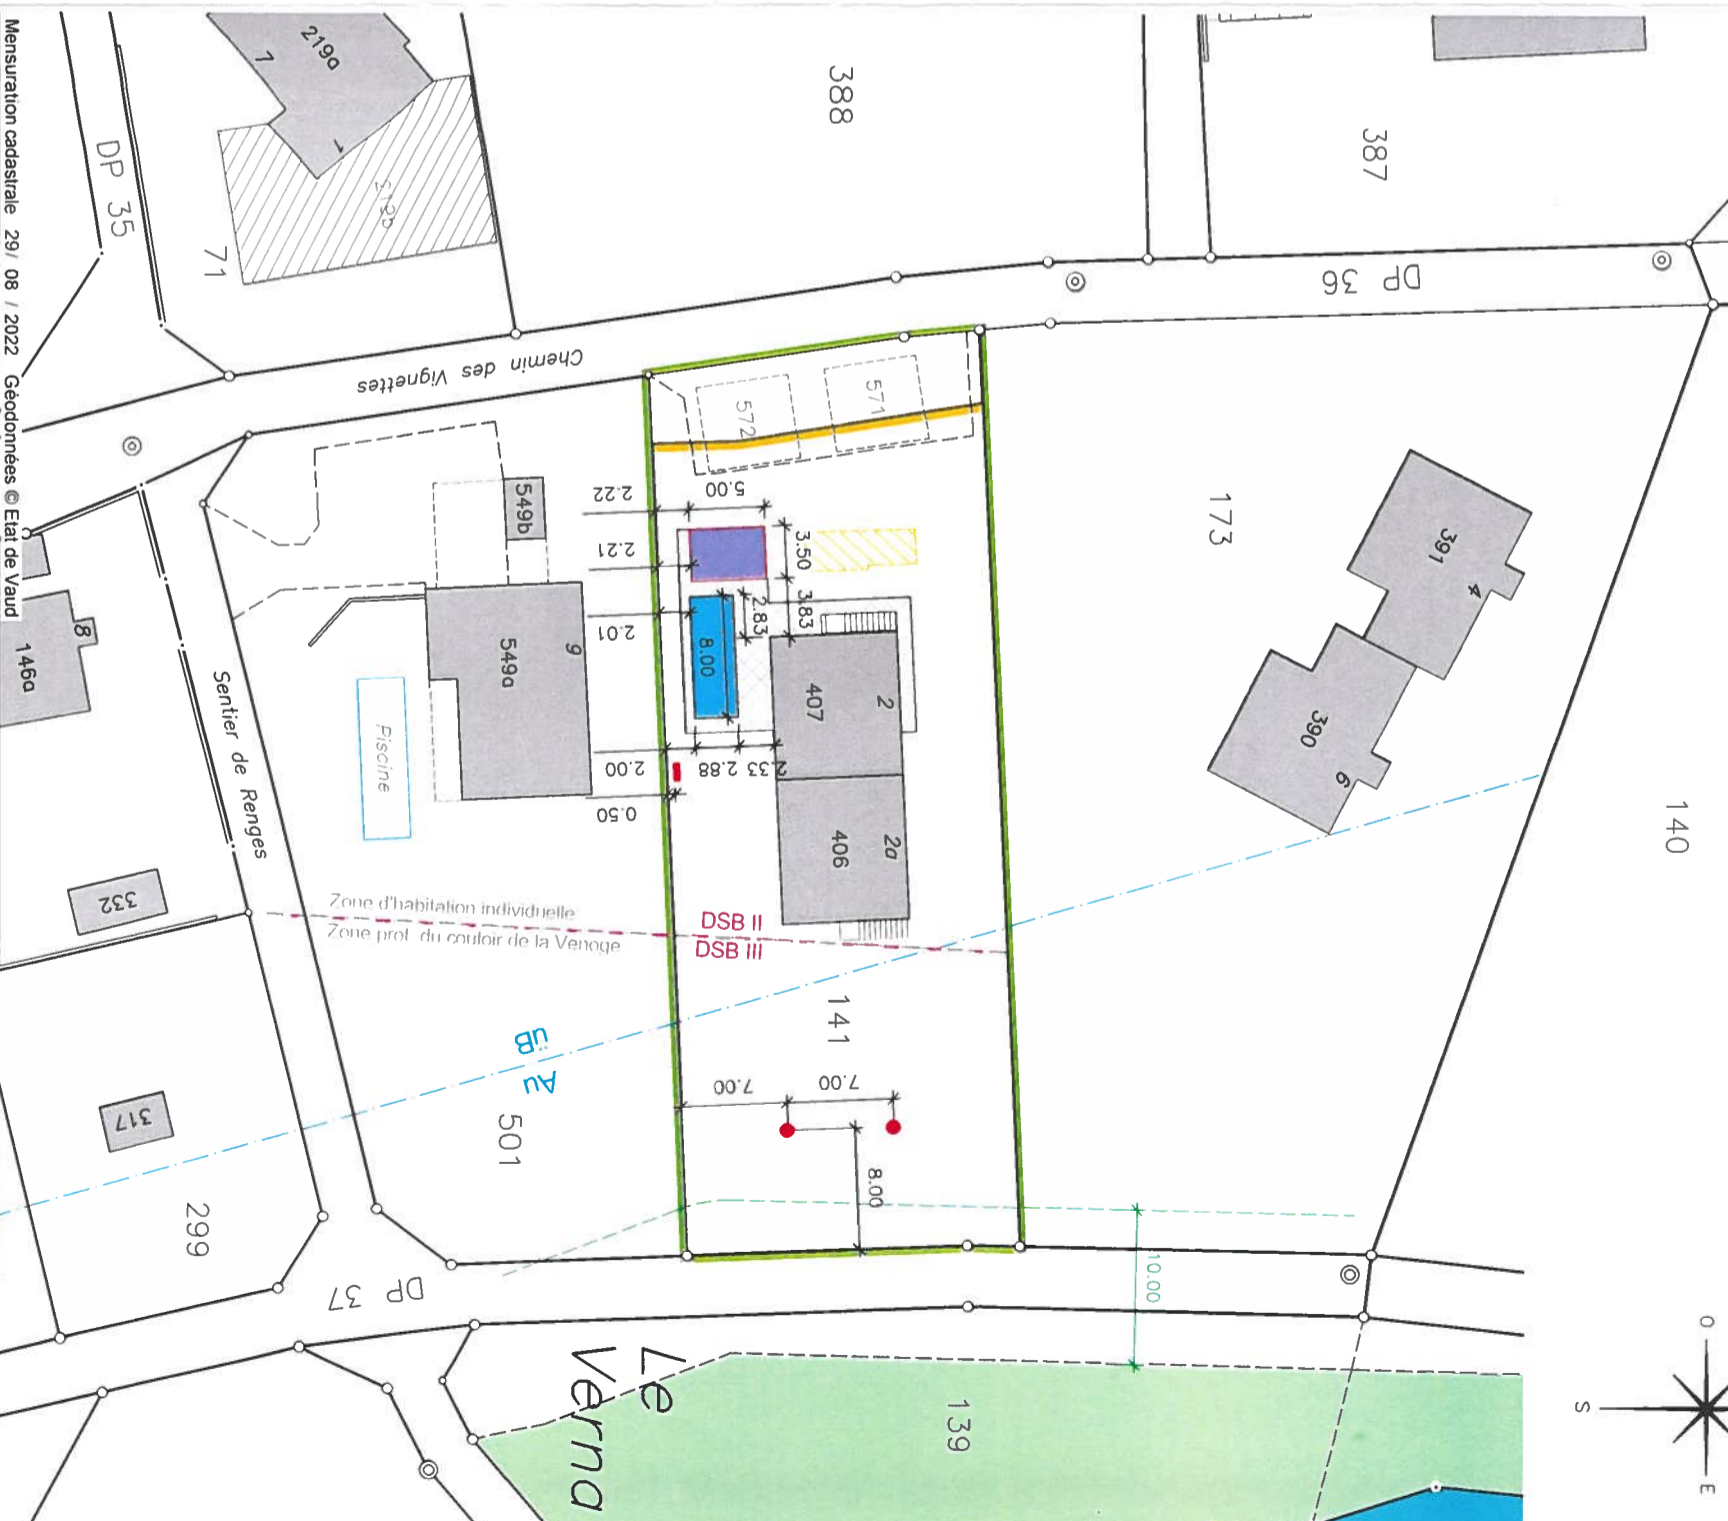 Mensuration cadastrale 29/ 08 / 2022 Géodonnées © Etat de Vaud
219a
1
1
219b
DP 35
71
388
387
DP 36
Chemin des Vignettes
572
571
173
391
4
390
6
140
549b
549a
9
Piscine
2.22
5.00
2.21
3.50
3.83
2.83
2.01
8.00
407
2
2.00
2.88
2.33
0.50
406
2a
146a
8
Sentier de Renges
332
317
299
Zone d'habitation individuelle
Zone prot. du couloir de la Venoge
DSB II
DSB III
141
üB
Au
501
7.00
7.00
8.00
10.00
DP 37
Le
Verna
139
O
S
E